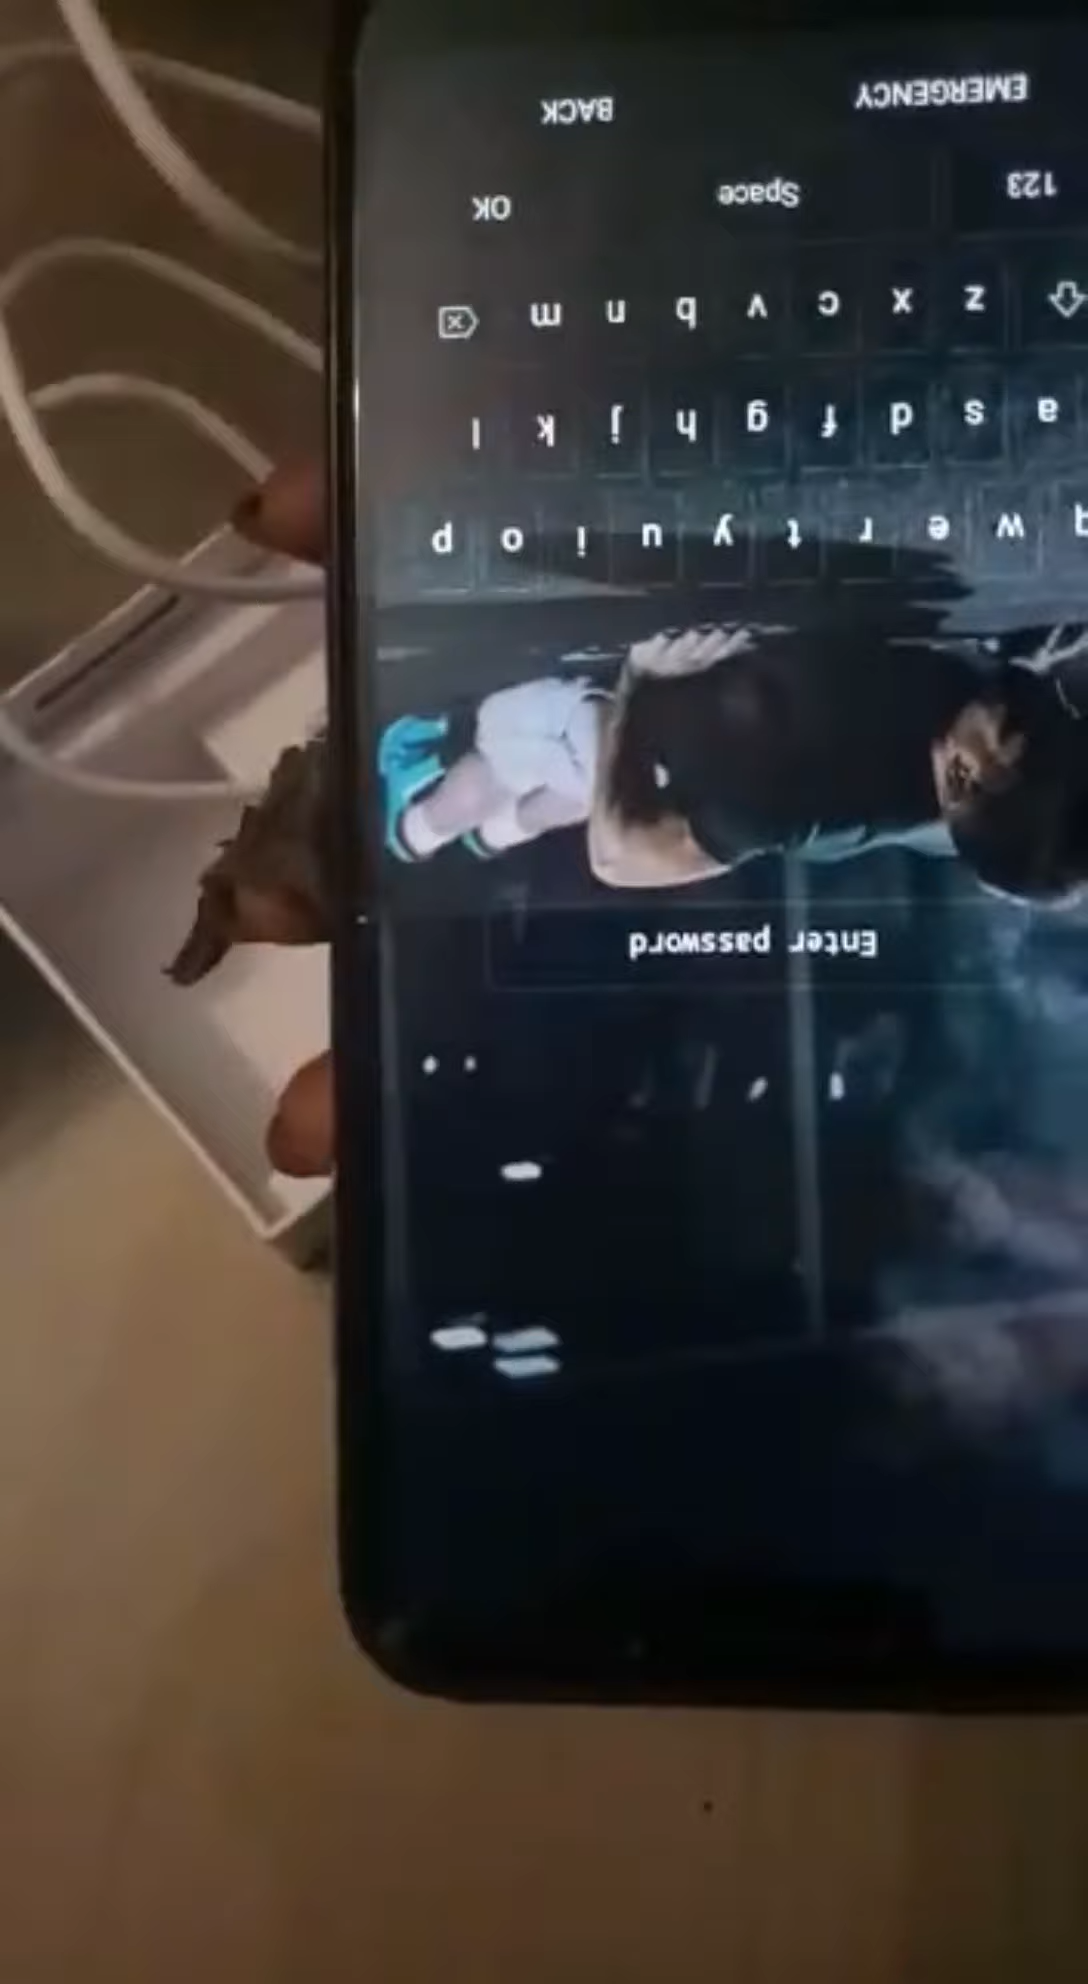 Enter password
q w e r t y u i o p
a s d f g h j k l
z x c v b n m
123 Space OK
EMERGENCY BACK